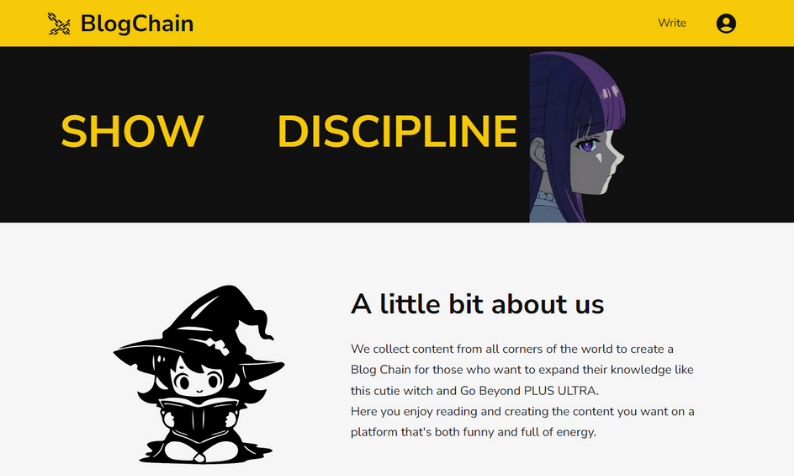 BlogChain
Write
SHOW DISCIPLINE
A little bit about us
We collect content from all corners of the world to create a
Blog Chain for those who want to expand their knowledge like
this cutie witch and Go Beyond PLUS ULTRA.
Here you enjoy reading and creating the content you want on a
platform that's both funny and full of energy.